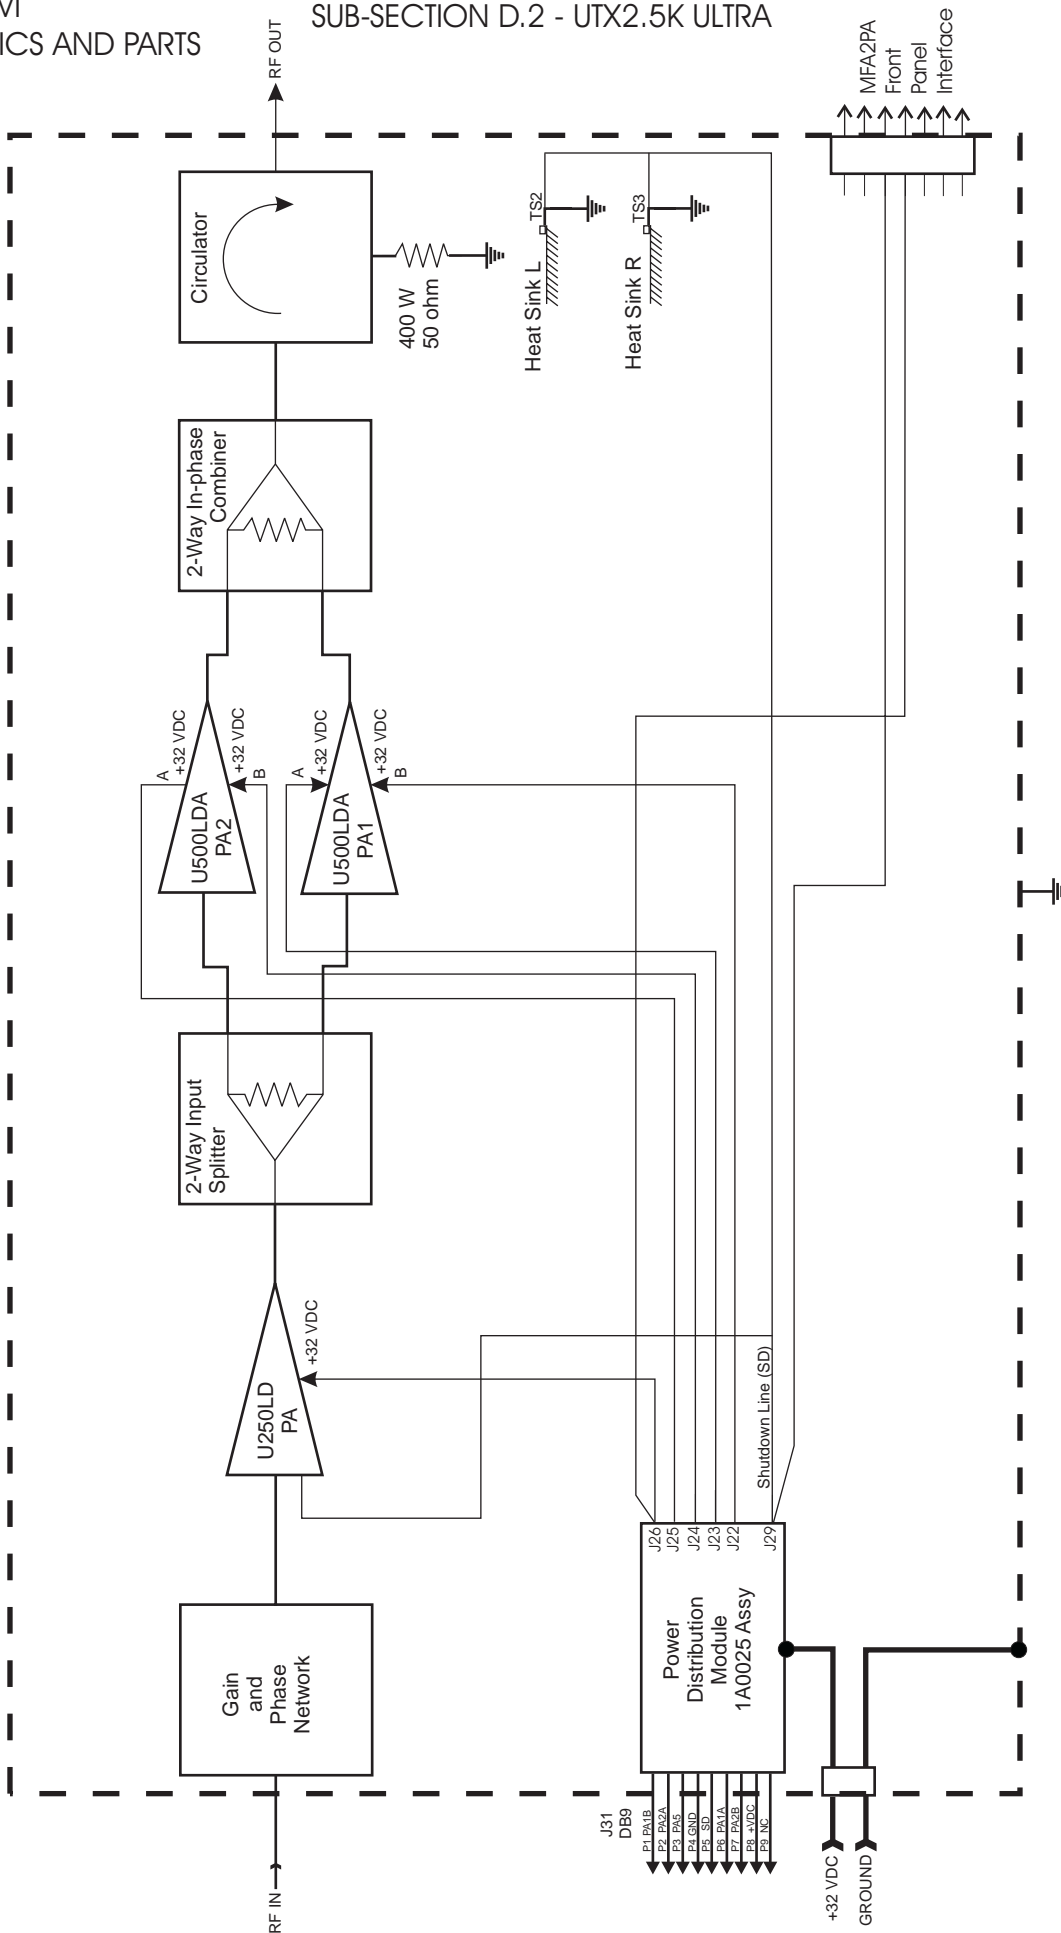 VI
ICS AND PARTS
SUB-SECTION D.2 - UTX2.5K ULTRA
RF OUT
MFA2PA
Front
Panel
Interface
Circulator
400 W
50 ohm
TS2
Heat Sink L
TS3
Heat Sink R
2-Way In-phase
Combiner
A
+32 VDC
U500LDA
PA2
+32 VDC
B
A
+32 VDC
U500LDA
PA1
+32 VDC
B
2-Way Input
Splitter
U250LD
PA
+32 VDC
Shutdown Line (SD)
Gain
and
Phase
Network
J26
J25
J24
J23
J22
J29
Power
Distribution
Module
1A0025 Assy
J31
DB9
P1 PA1B
P2 PA2A
P3 PA5
P4 GND
P5 SD
P6 PA1A
P7 PA2B
P8 +VDC
P9 NC
RF IN
+32 VDC
GROUND